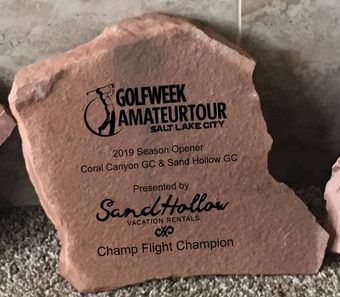 GOLFWEEK
AMATEURTOUR
SALT LAKE CITY
2019 Season Opener
Coral Canyon GC & Sand Hollow GC
Presented by
Sand Hollow
VACATION RENTALS
Champ Flight Champion